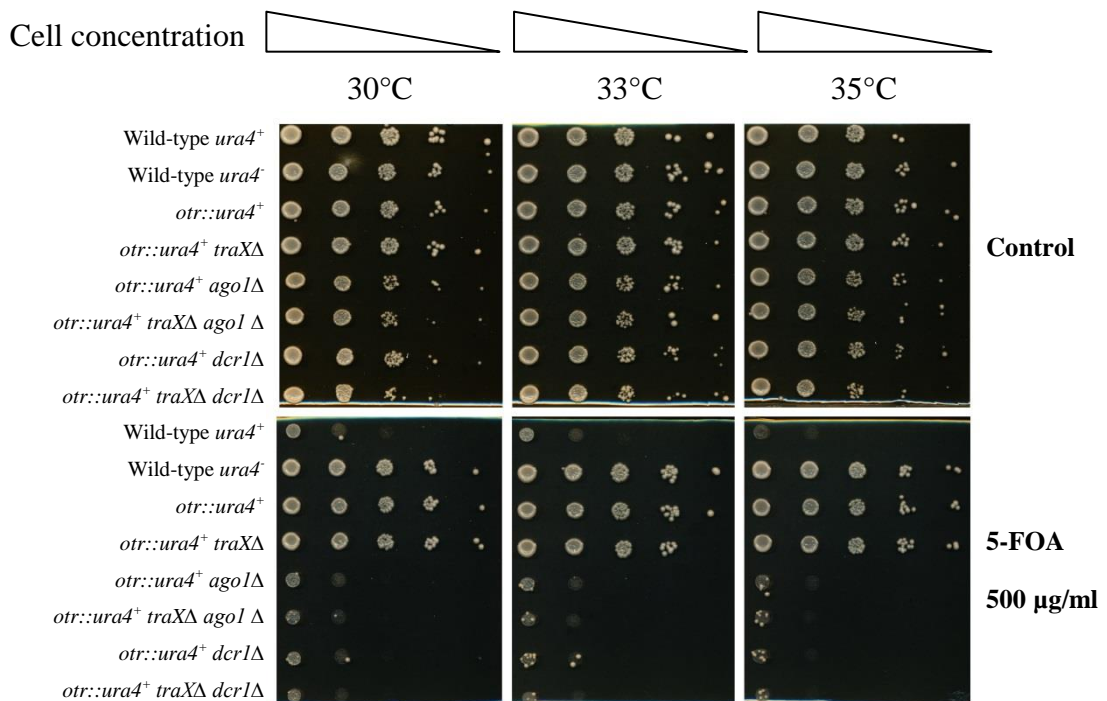 Cell concentration
30°C 33°C 35°C
Wild-type ura4⁺
Wild-type ura4⁻
otr::ura4⁺
otr::ura4⁺ traXΔ
otr::ura4⁺ ago1Δ
otr::ura4⁺ traXΔ ago1 Δ
otr::ura4⁺ dcr1Δ
otr::ura4⁺ traXΔ dcr1Δ
Control
Wild-type ura4⁺
Wild-type ura4⁻
otr::ura4⁺
otr::ura4⁺ traXΔ
otr::ura4⁺ ago1Δ
otr::ura4⁺ traXΔ ago1 Δ
otr::ura4⁺ dcr1Δ
otr::ura4⁺ traXΔ dcr1Δ
5-FOA
500 µg/ml